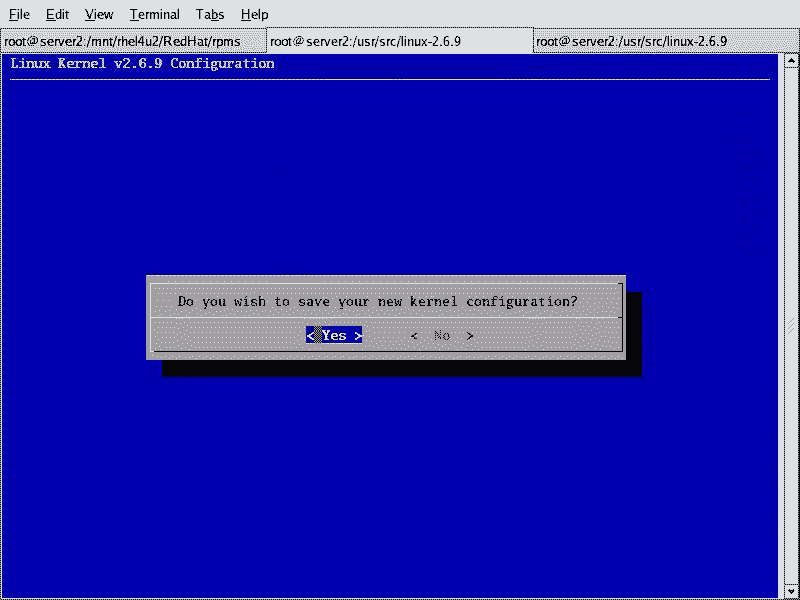 File Edit View Terminal Tabs Help
root@server2:/mnt/rhel4u2/RedHat/rpms root@server2:/usr/src/linux-2.6.9 root@server2:/usr/src/linux-2.6.9
Linux Kernel v2.6.9 Configuration
Do you wish to save your new kernel configuration?
< Yes > < No >